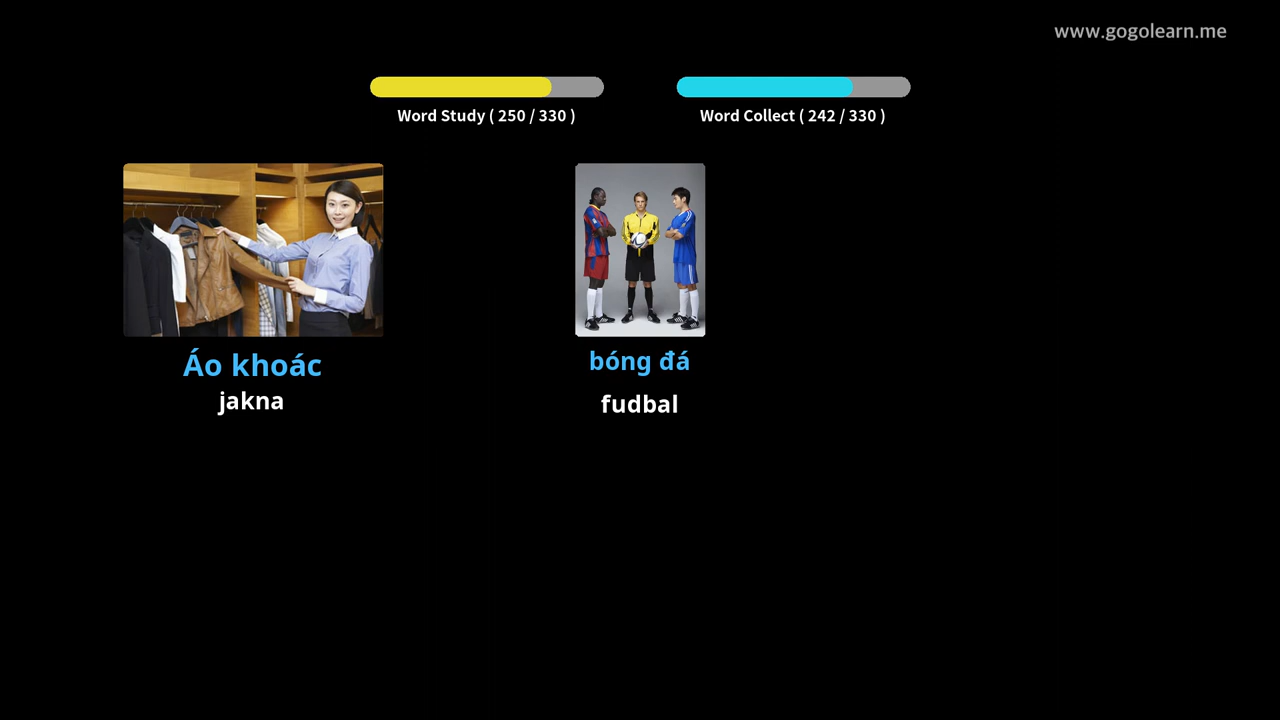 www.gogolearn.me
Word Study ( 250 / 330 )
Word Collect ( 242 / 330 )
Áo khoác
jakna
bóng đá
fudbal